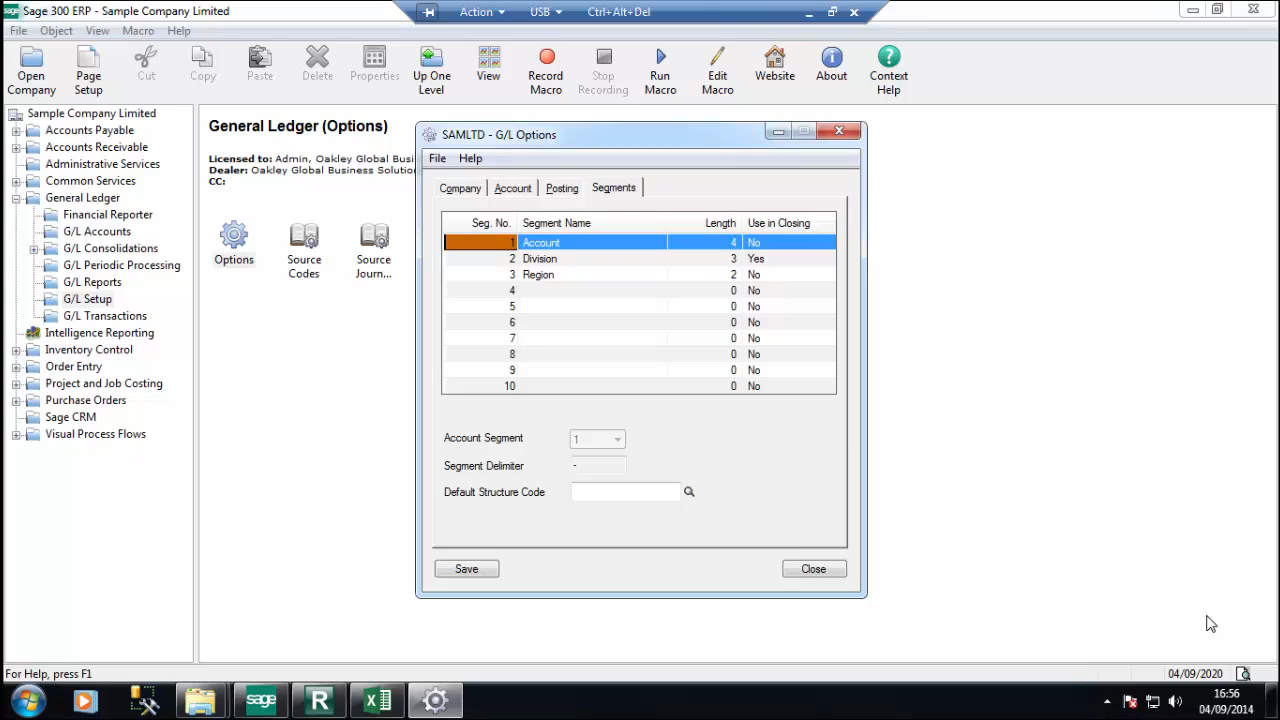 Sage 300 ERP - Sample Company Limited
Action USB Ctrl+Alt+Del
File Object View Macro Help
Open Company
Page Setup
Cut
Copy
Paste
Delete
Properties
Up One Level
View
Record Macro
Stop Recording
Run Macro
Edit Macro
Website
About
Context Help
Sample Company Limited
Accounts Payable
Accounts Receivable
Administrative Services
Common Services
General Ledger
Financial Reporter
G/L Accounts
G/L Consolidations
G/L Periodic Processing
G/L Reports
G/L Setup
G/L Transactions
Intelligence Reporting
Inventory Control
Order Entry
Project and Job Costing
Purchase Orders
Sage CRM
Visual Process Flows
General Ledger (Options)
Licensed to: Admin, Oakley Global Busi
Dealer: Oakley Global Business Solution
CC:
Options
Source Codes
Source Journ...
SAMLTD - G/L Options
File Help
Company Account Posting Segments
Seg. No. Segment Name Length Use in Closing
1 Account 4 No
2 Division 3 Yes
3 Region 2 No
4 0 No
5 0 No
6 0 No
7 0 No
8 0 No
9 0 No
10 0 No
Account Segment 1
Segment Delimiter -
Default Structure Code
Save Close
For Help, press F1
04/09/2020
sage
R
16:56
04/09/2014